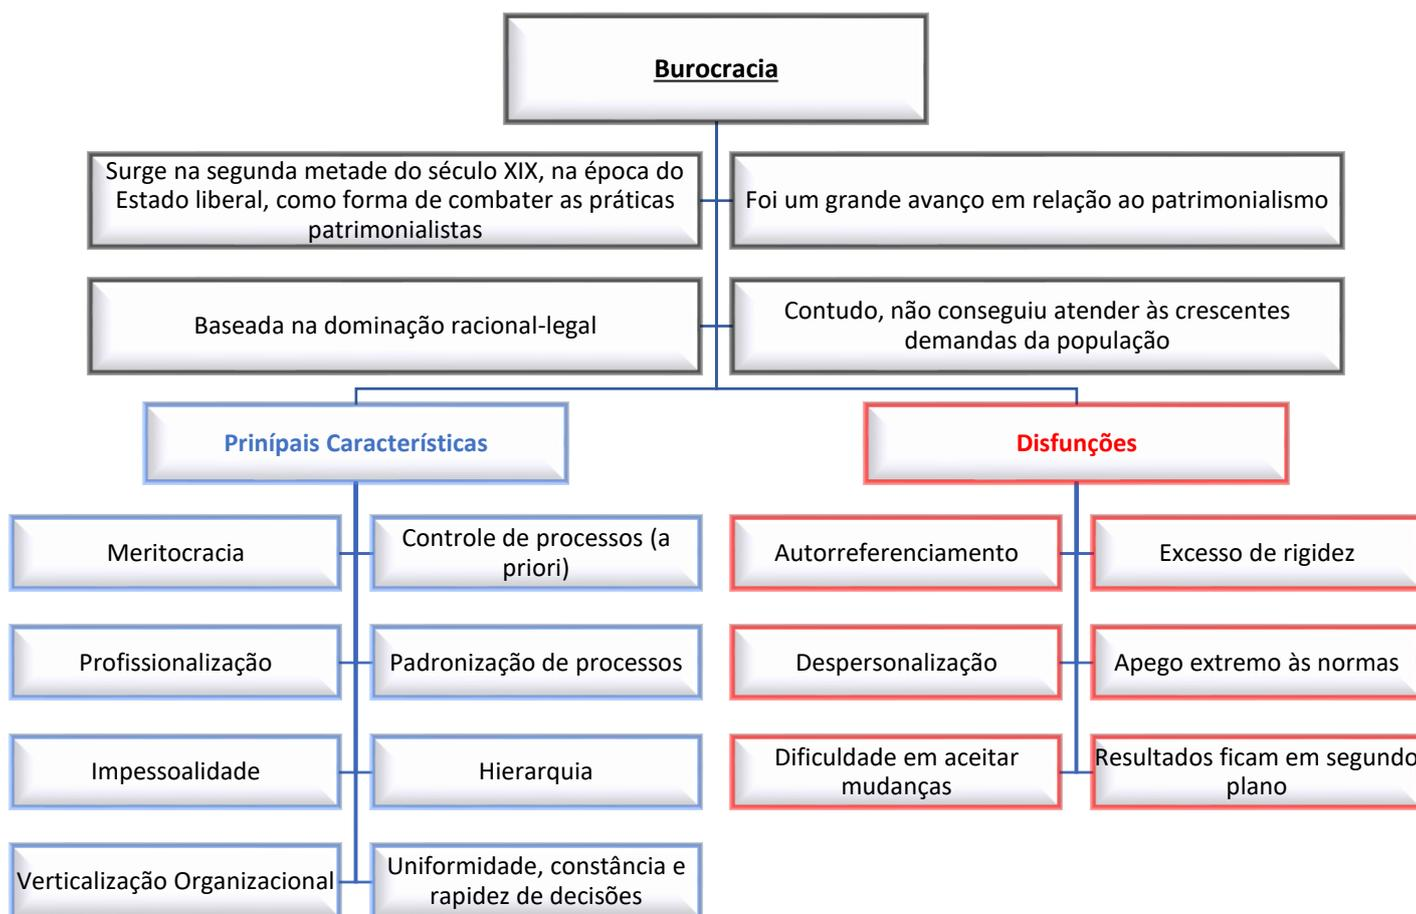 Burocracia
Surge na segunda metade do século XIX, na época do
Estado liberal, como forma de combater as práticas
patrimonialistas
Foi um grande avanço em relação ao patrimonialismo
Baseada na dominação racional-legal
Contudo, não conseguiu atender às crescentes
demandas da população
Prinípais Características
Meritocracia
Controle de processos (a
priori)
Profissionalização
Padronização de processos
Impessoalidade
Hierarquia
Verticalização Organizacional
Uniformidade, constância e
rapidez de decisões
Disfunções
Autorreferenciamento
Excesso de rigidez
Despersonalização
Apego extremo às normas
Dificuldade em aceitar
mudanças
Resultados ficam em segundo
plano